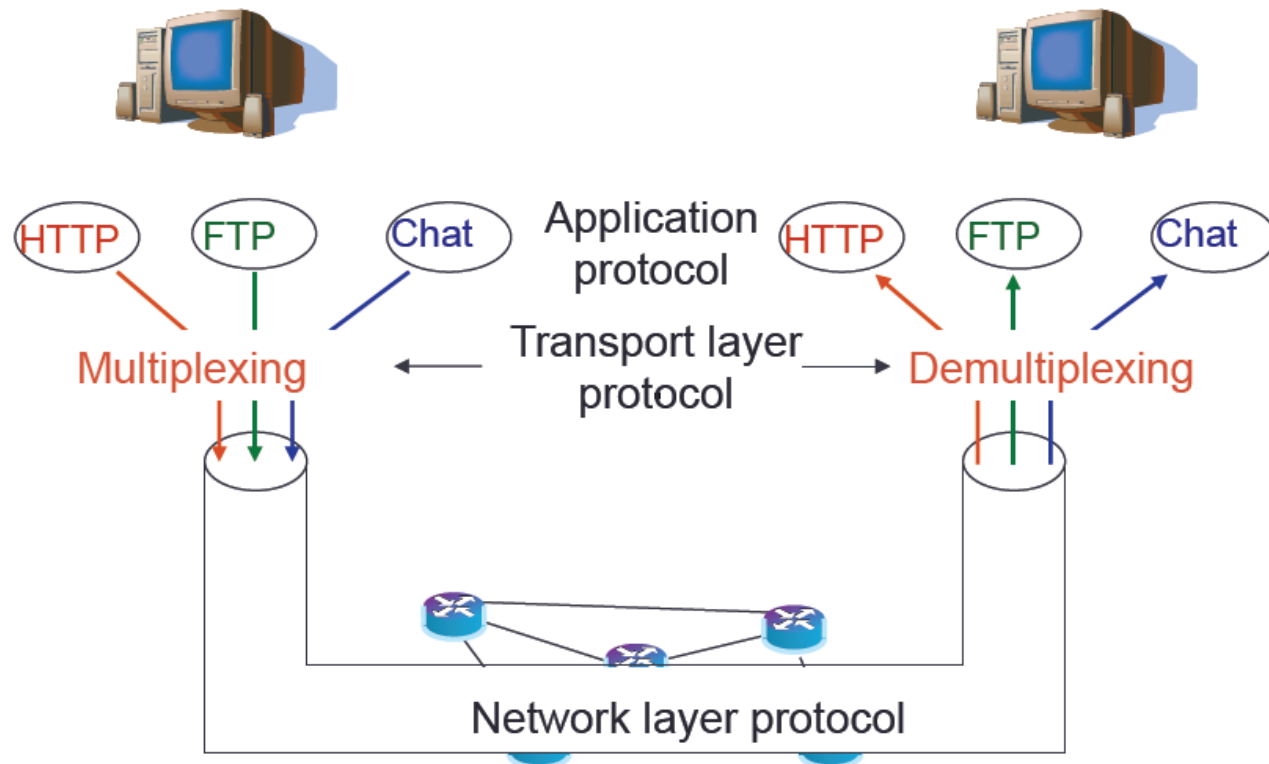 HTTP
FTP
Chat
Application
protocol
HTTP
FTP
Chat
Multiplexing
Transport layer
protocol
Demultiplexing
Network layer protocol